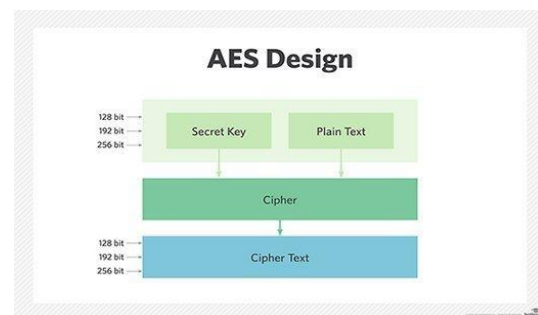 AES Design
128 bit
192 bit
256 bit
Secret Key
Plain Text
Cipher
128 bit
192 bit
256 bit
Cipher Text